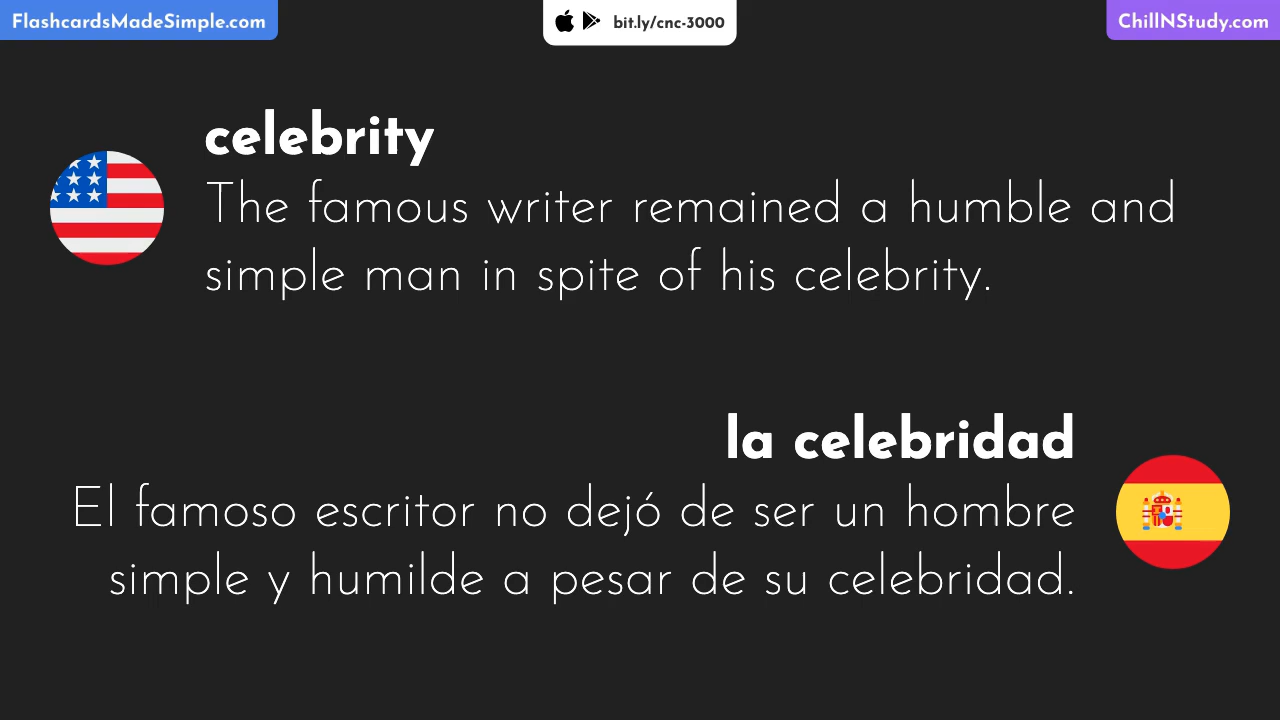 FlashcardsMadeSimple.com
bit.ly/cnc-3000
ChillNStudy.com
celebrity
The famous writer remained a humble and
simple man in spite of his celebrity.
la celebridad
El famoso escritor no dejó de ser un hombre
simple y humilde a pesar de su celebridad.